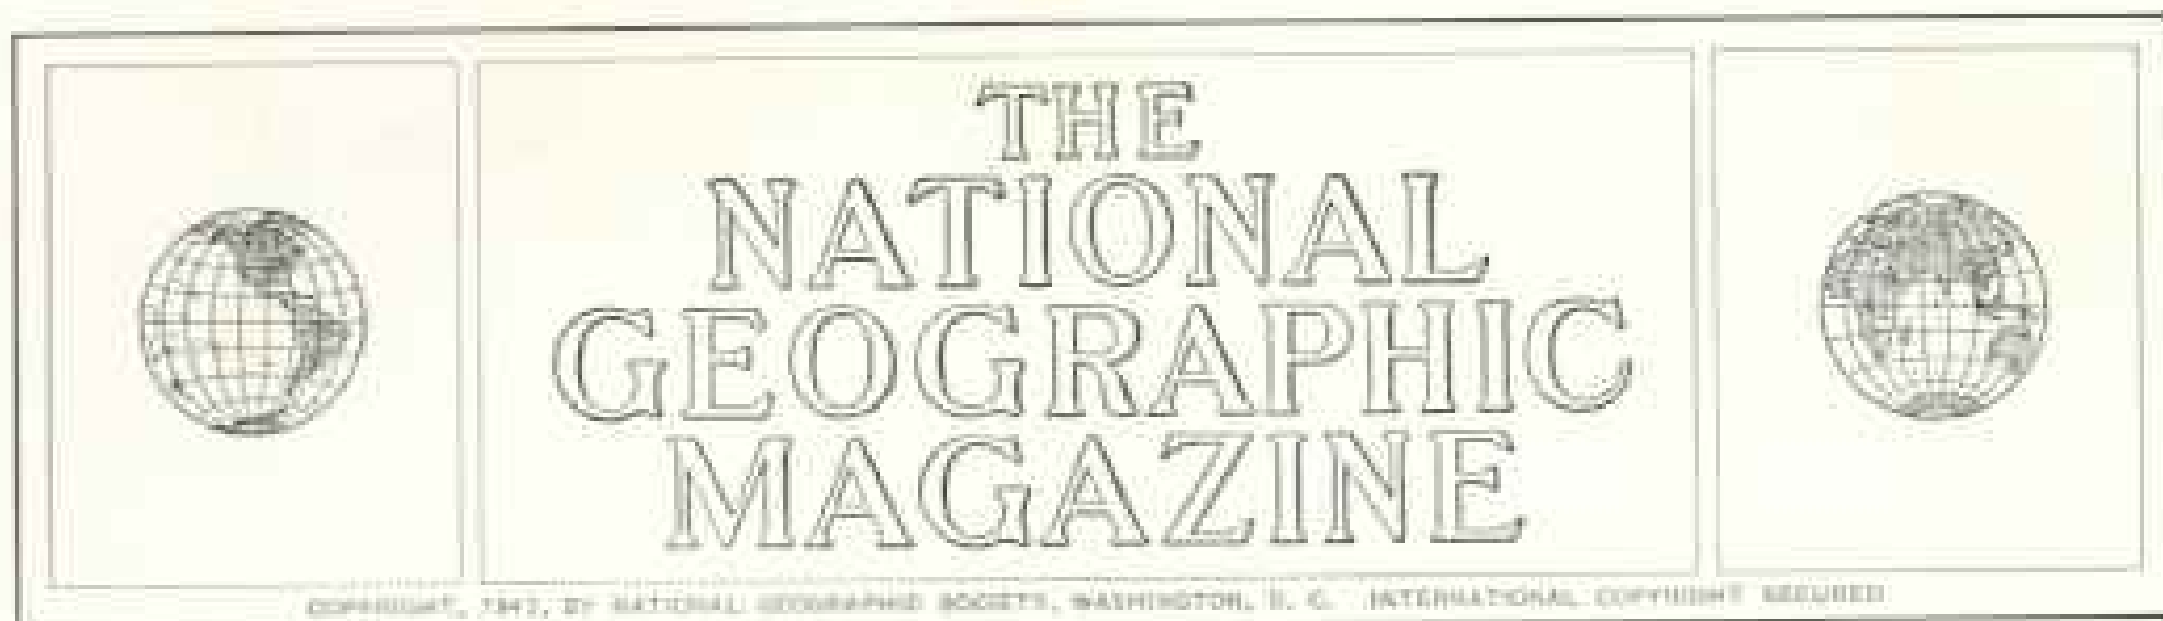 THE
NATIONAL
GEOGRAPHIC
MAGAZINE
COPYRIGHT, BY NATIONAL GEOGRAPHIC SOCIETY, WASHINGTON, D. C. INTERNATIONAL COPYRIGHT SECURED